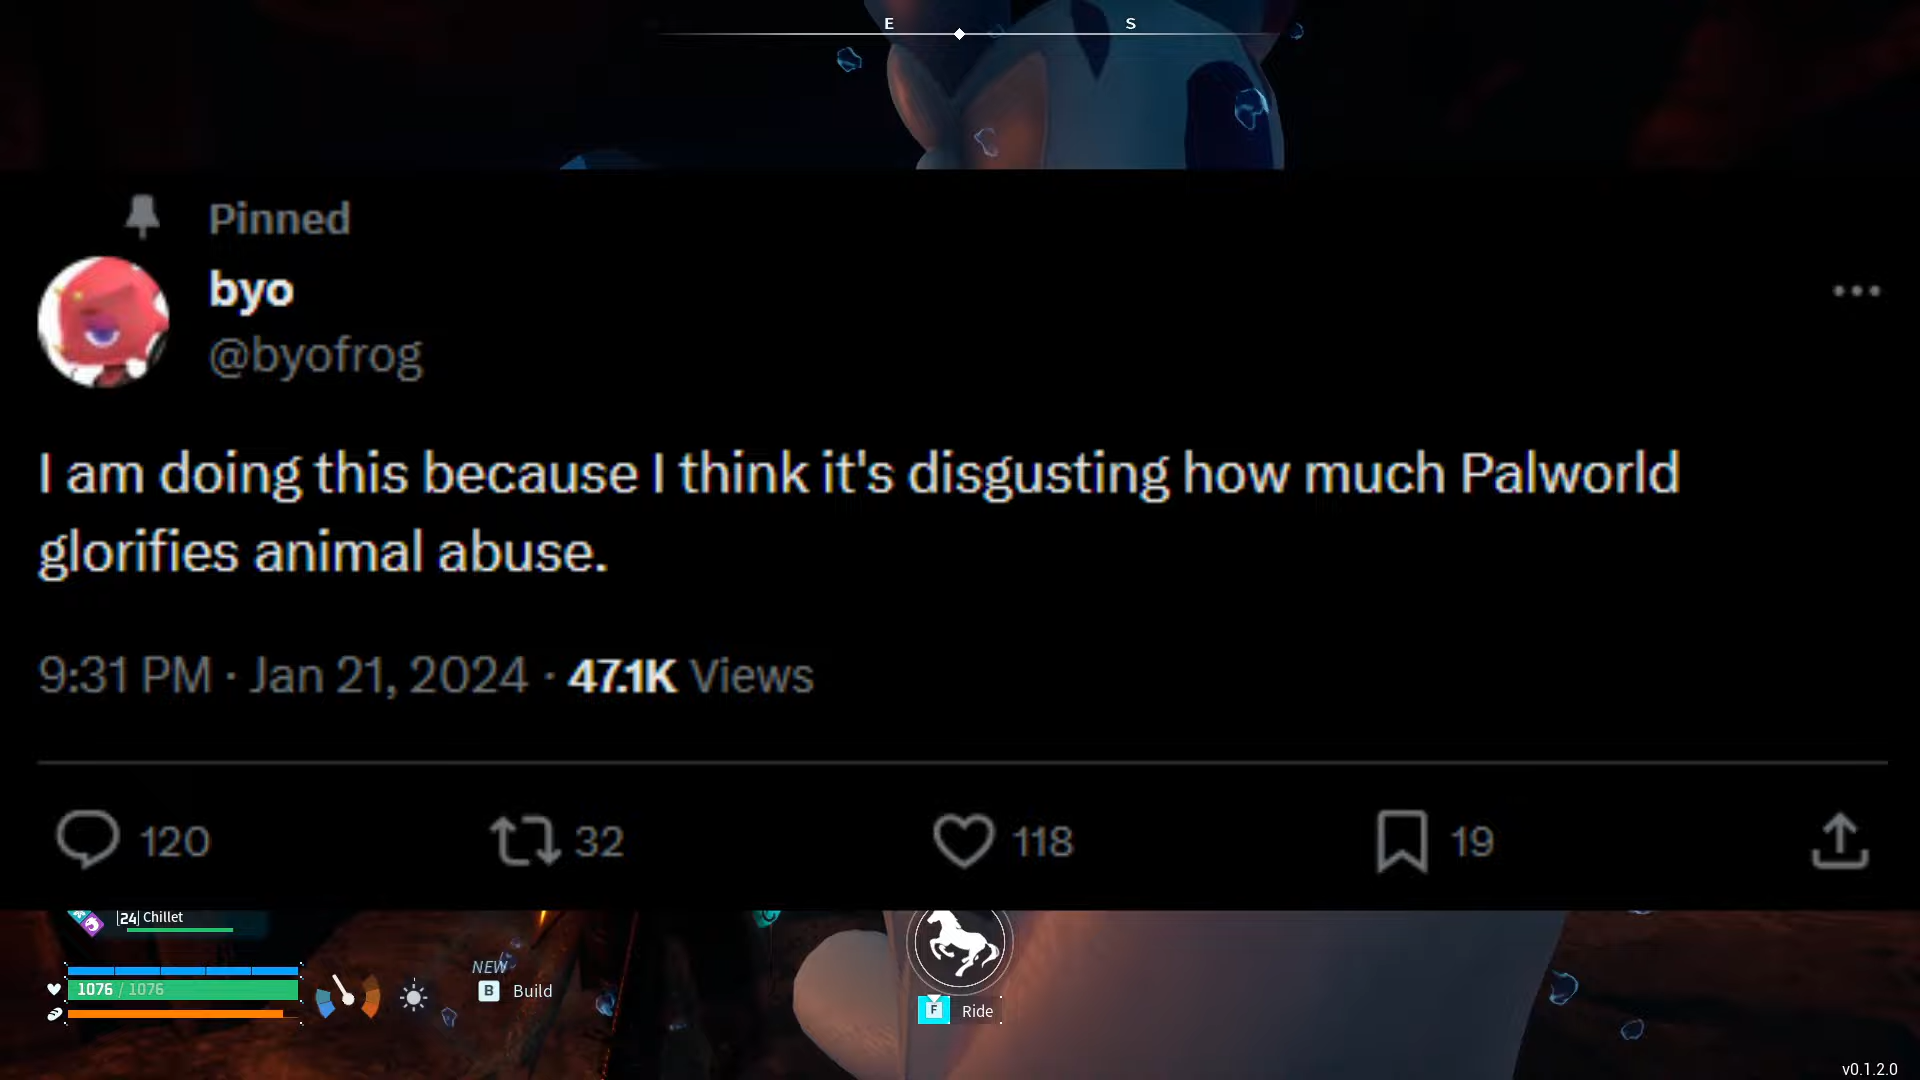 E
S
Pinned
byo
@byofrog
I am doing this because I think it's disgusting how much Palworld
glorifies animal abuse.
9:31 PM · Jan 21, 2024 · 47.1K Views
120
32
118
19
[24] Chillet
1076 / 1076
NEW
B Build
F Ride
v0.1.2.0